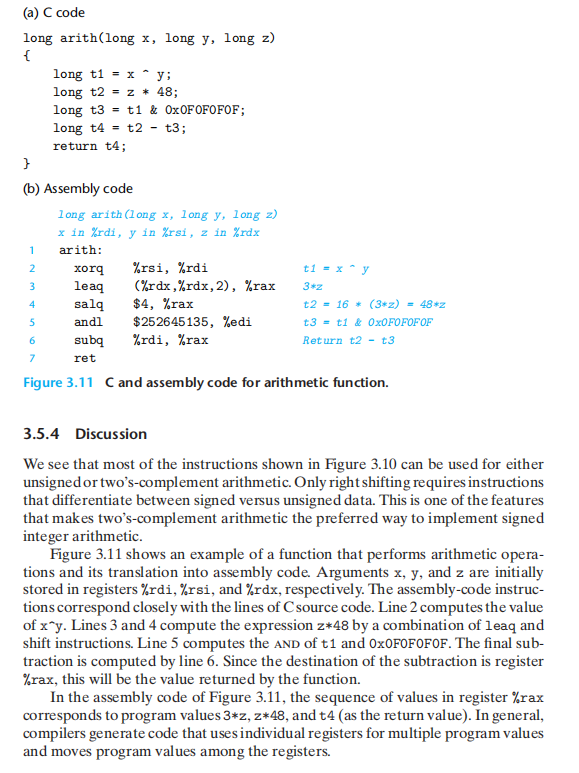 (a) C code
long arith(long x, long y, long z)
{
    long t1 = x ^ y;
    long t2 = z * 48;
    long t3 = t1 & 0x0F0F0F0F;
    long t4 = t2 - t3;
    return t4;
}
(b) Assembly code
long arith(long x, long y, long z)
x in %rdi, y in %rsi, z in %rdx
1 arith:
2 xorq %rsi, %rdi t1 = x ^ y
3 leaq (%rdx,%rdx,2), %rax 3*z
4 salq $4, %rax t2 = 16 * (3*z) = 48*z
5 andl $252645135, %edi t3 = t1 & 0x0F0F0F0F
6 subq %rdi, %rax Return t2 - t3
7 ret
Figure 3.11 C and assembly code for arithmetic function.
3.5.4 Discussion
We see that most of the instructions shown in Figure 3.10 can be used for either
unsigned or two's-complement arithmetic. Only right shifting requires instructions
that differentiate between signed versus unsigned data. This is one of the features
that makes two's-complement arithmetic the preferred way to implement signed
integer arithmetic.
Figure 3.11 shows an example of a function that performs arithmetic opera-
tions and its translation into assembly code. Arguments x, y, and z are initially
stored in registers %rdi, %rsi, and %rdx, respectively. The assembly-code instruc-
tions correspond closely with the lines of C source code. Line 2 computes the value
of x^y. Lines 3 and 4 compute the expression z*48 by a combination of leaq and
shift instructions. Line 5 computes the AND of t1 and 0x0F0F0F0F. The final sub-
traction is computed by line 6. Since the destination of the subtraction is register
%rax, this will be the value returned by the function.
In the assembly code of Figure 3.11, the sequence of values in register %rax
corresponds to program values 3*z, z*48, and t4 (as the return value). In general,
compilers generate code that uses individual registers for multiple program values
and moves program values among the registers.